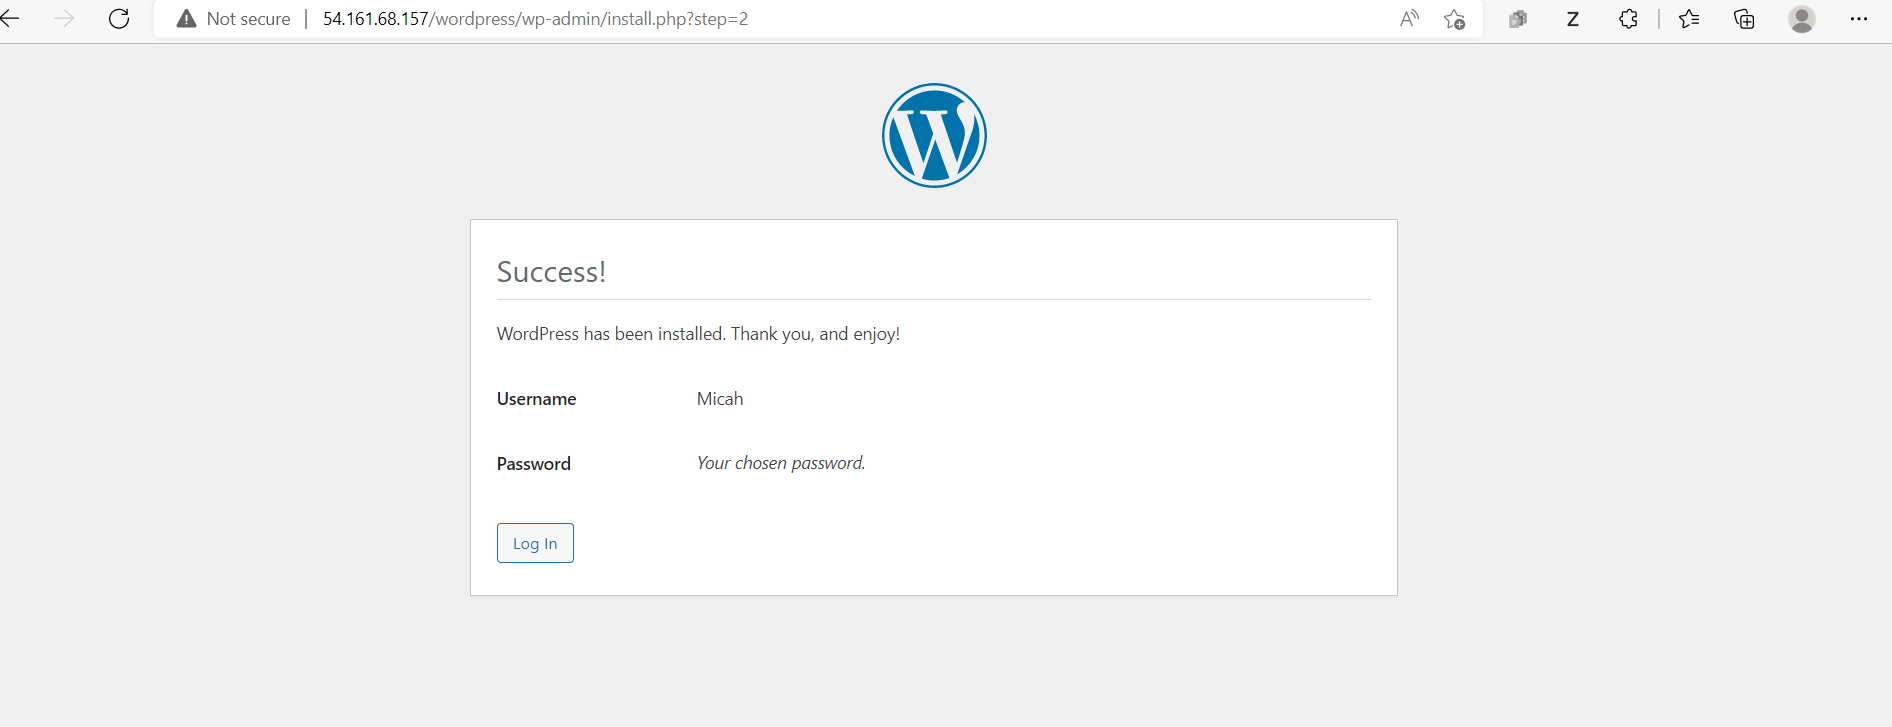 Not secure 54.161.68.157/wordpress/wp-admin/install.php?step=2
Success!
WordPress has been installed. Thank you, and enjoy!
Username Micah
Password Your chosen password.
Log In